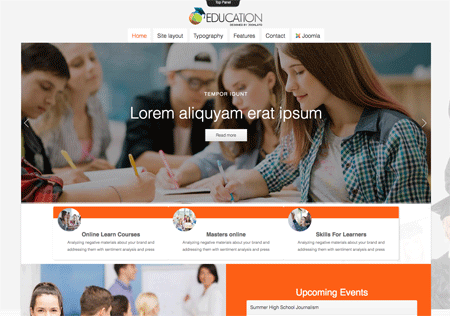 Top Panel
EDUCATION
DESIGNED BY JOOMLATD
Home Site layout Typography Features Contact Joomla
TEMPOR IDUNT
Lorem aliquyam erat ipsum
Read more
Online Learn Courses Masters online Skills For Learners
Analyzing negative materials about your brand and Analyzing negative materials about your brand and Analyzing negative materials about your brand and
addressing them with sentiment analysis and press addressing them with sentiment analysis and press addressing them with sentiment analysis and press
Upcoming Events
Summer High School Journalism